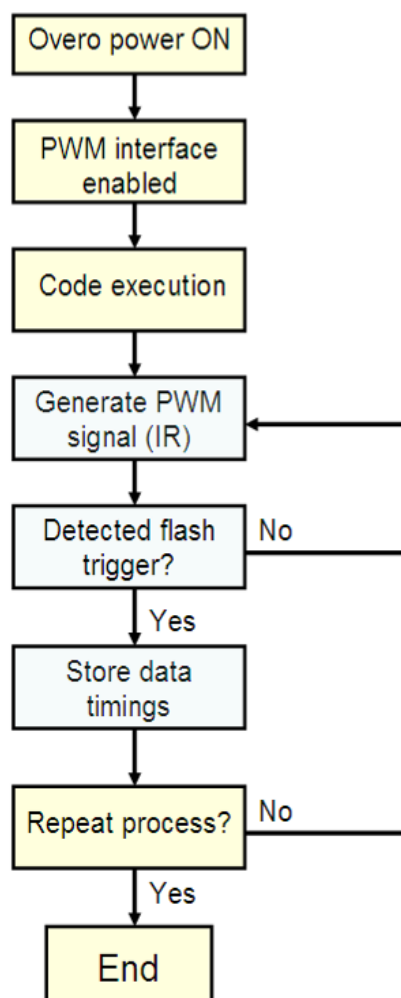 Overo power ON
PWM interface
enabled
Code execution
Generate PWM
signal (IR)
Detected flash
trigger?
No
Yes
Store data
timings
Repeat process?
No
Yes
End